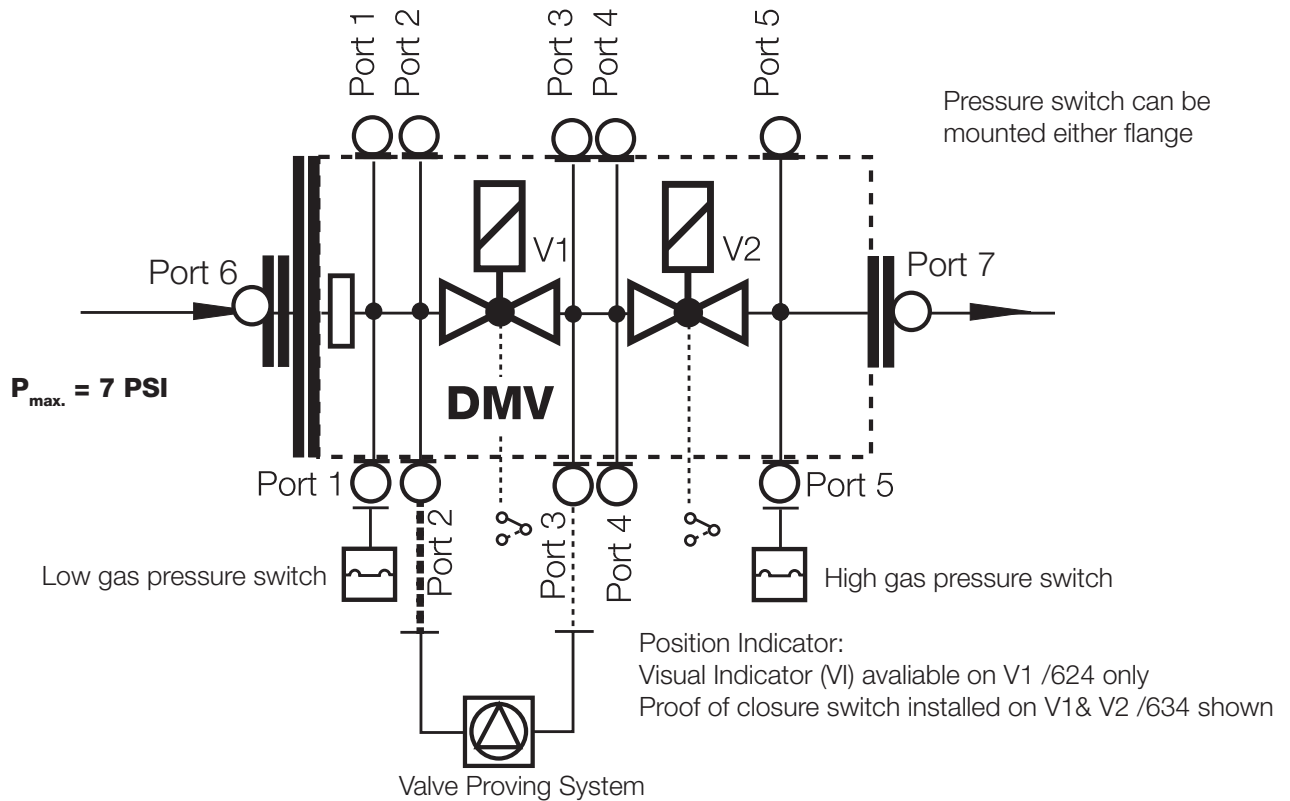 Port 1
Port 2
Port 3
Port 4
Port 5
Pressure switch can be
mounted either flange
V1
V2
Port 6
Port 7
P max. = 7 PSI
DMV
Port 1
Port 2
Port 3
Port 4
Port 5
Low gas pressure switch
High gas pressure switch
Position Indicator:
Visual Indicator (VI) avaliable on V1 /624 only
Proof of closure switch installed on V1& V2 /634 shown
Valve Proving System